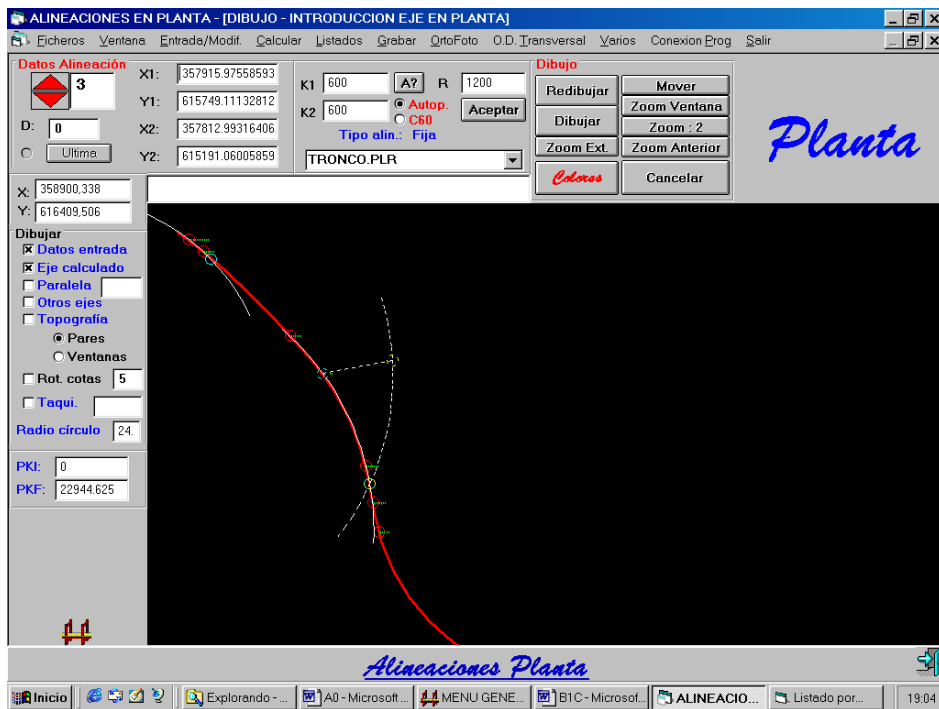 ALINEACIONES EN PLANTA - [DIBUJO - INTRODUCCION EJE EN PLANTA]
Ficheros Ventana Entrada/Modif. Calcular Listados Grabar OrtoFoto O.D. Transversal Varios Conexion Prog Salir
Datos Alineación
3
D: 0
Ultima
X1: 357915.97558593
Y1: 615749.11132812
X2: 357812.99316406
Y2: 615191.06005859
K1 600 A? R 1200
K2 600 Autop. C60 Aceptar
Tipo alin.: Fija
TRONCO.PLR
Dibujo
Redibujar
Dibujar
Zoom Ext.
Colores
Mover
Zoom Ventana
Zoom : 2
Zoom Anterior
Cancelar
Planta
X: 358900,338
Y: 616409,506
Dibujar
Datos entrada
Eje calculado
Paralela
Otros ejes
Topografía
Pares
Ventanas
Rot. cotas 5
Taqui.
Radio círculo 24.
PKI: 0
PKF: 22944.625
Alineaciones Planta
Inicio Explorando - ... A0 - Microsoft ... MENU GENE... B1C - Microsof... ALINEACIO... Listado por... 19:04